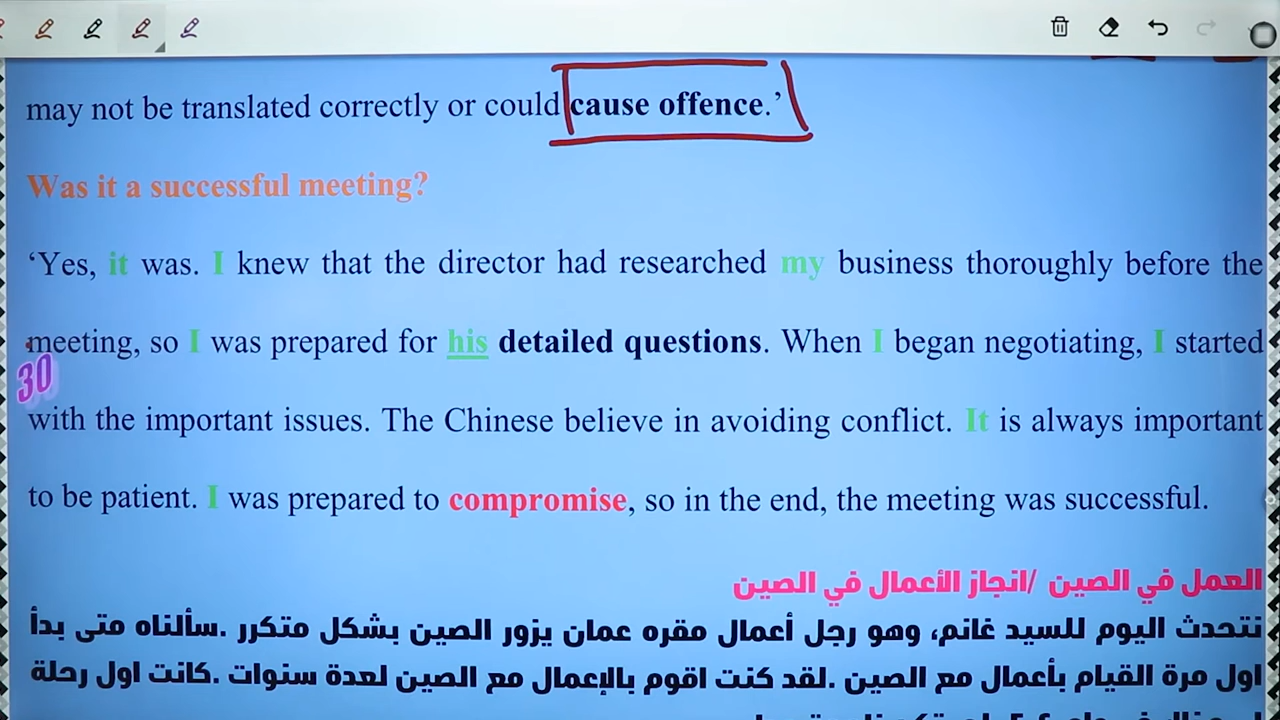 may not be translated correctly or could cause offence.’
Was it a successful meeting?
‘Yes, it was. I knew that the director had researched my business thoroughly before the
meeting, so I was prepared for his detailed questions. When I began negotiating, I started
30
with the important issues. The Chinese believe in avoiding conflict. It is always important
to be patient. I was prepared to compromise, so in the end, the meeting was successful.
العمل في الصين /انجاز الأعمال في الصين
نتحدث اليوم للسيد غانم، وهو رجل أعمال مقره عمان يزور الصين بشكل متكرر .سألناه متى بدأ
اول مرة القيام بأعمال مع الصين .لقد كنت اقوم بالإعمال مع الصين لعدة سنوات .كانت اول رحلة